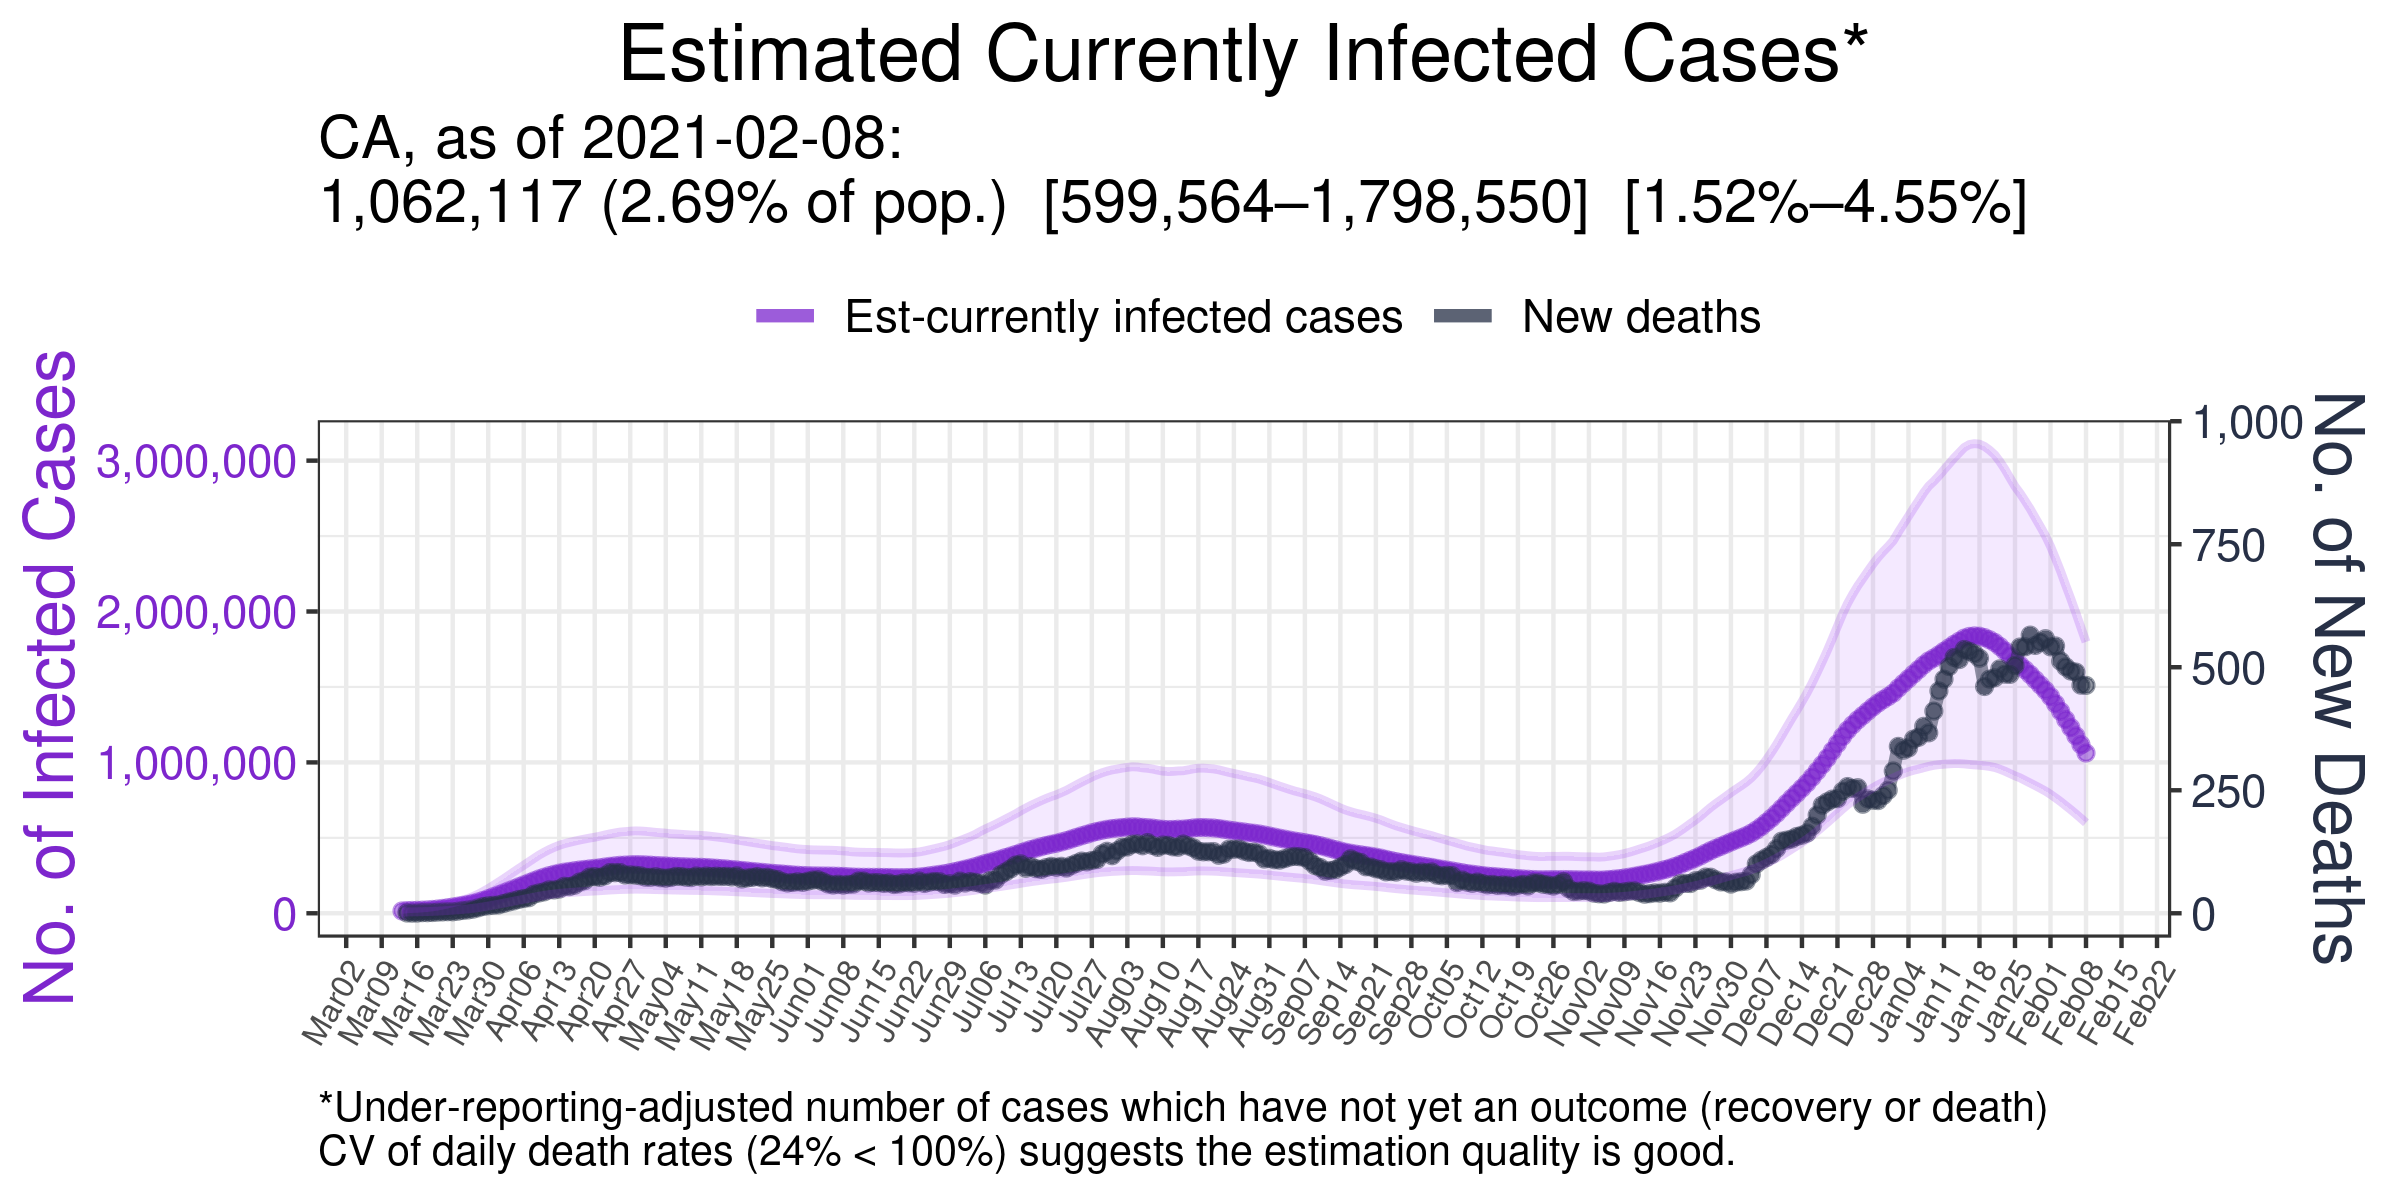 Estimated Currently Infected Cases*
CA, as of 2021-02-08:
1,062,117 (2.69% of pop.) [599,564–1,798,550] [1.52%–4.55%]
Est-currently infected cases
New deaths
No. of Infected Cases
3,000,000
2,000,000
1,000,000
0
1,000
750
500
250
0
No. of New Deaths
Mar02
Mar09
Mar16
Mar23
Mar30
Apr06
Apr13
Apr20
Apr27
May04
May11
May18
May25
Jun01
Jun08
Jun15
Jun22
Jun29
Jul06
Jul13
Jul20
Jul27
Aug03
Aug10
Aug17
Aug24
Aug31
Sep07
Sep14
Sep21
Sep28
Oct05
Oct12
Oct19
Oct26
Nov02
Nov09
Nov16
Nov23
Nov30
Dec07
Dec14
Dec21
Dec28
Jan04
Jan11
Jan18
Jan25
Feb01
Feb08
Feb15
Feb22
*Under-reporting-adjusted number of cases which have not yet an outcome (recovery or death)
CV of daily death rates (24% < 100%) suggests the estimation quality is good.